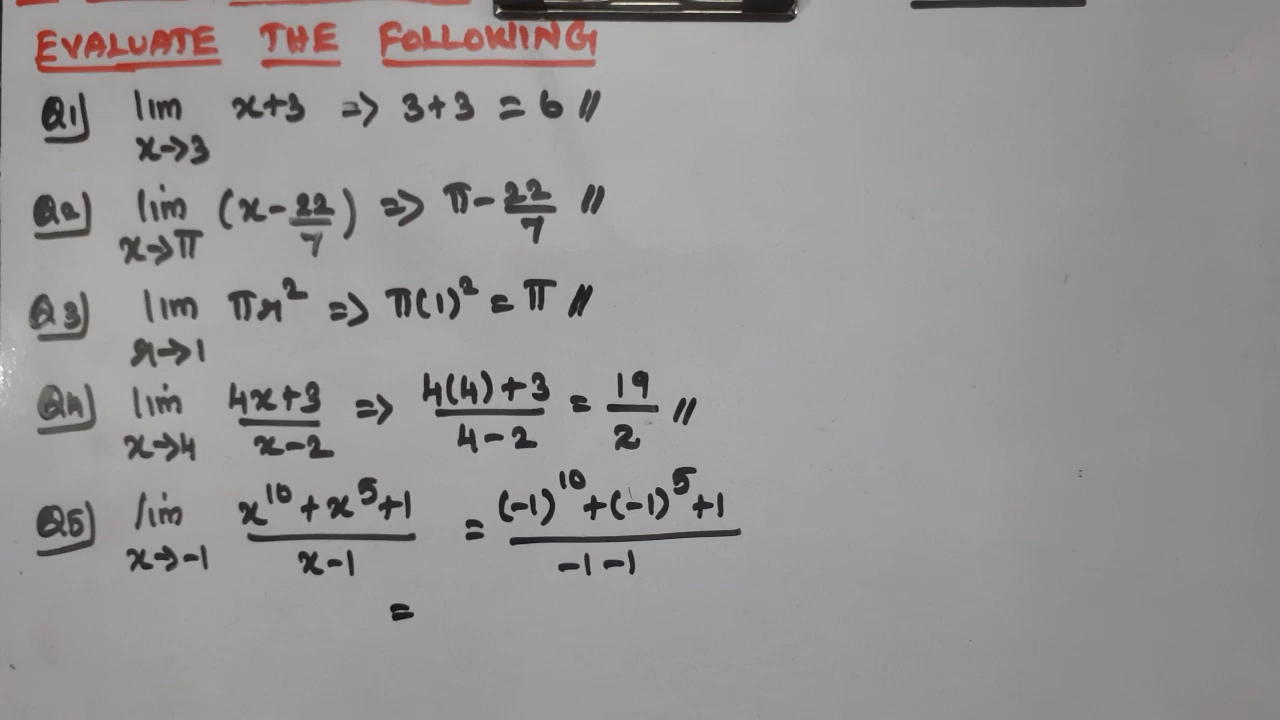 EVALUATE THE FOLLOWING
Q1) lim x→3 x+3 => 3+3 = 6 //
Q2) lim x→π (x - 22/7) => π - 22/7 //
Q3) lim r→1 πr² => π(1)² = π //
Q4) lim x→4 (4x+3)/(x-2) => (4(4)+3)/(4-2) = 19/2 //
Q5) lim x→-1 (x¹⁰+x⁵+1)/(x-1) = ((-1)¹⁰+(-1)⁵+1)/(-1-1)
=